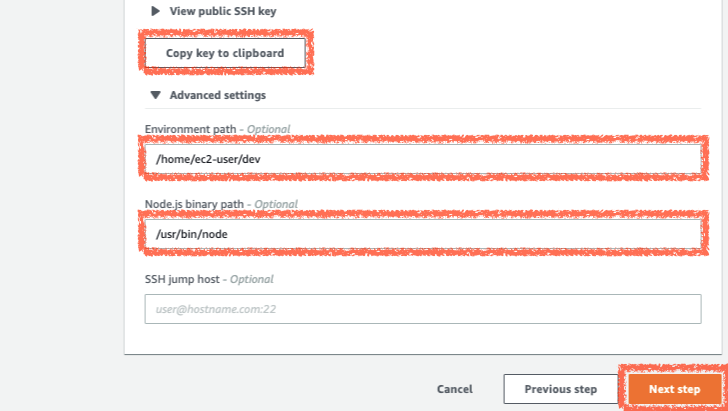 View public SSH key
Copy key to clipboard
Advanced settings
Environment path - Optional
/home/ec2-user/dev
Node.js binary path - Optional
/usr/bin/node
SSH jump host - Optional
user@hostname.com:22
Cancel Previous step Next step